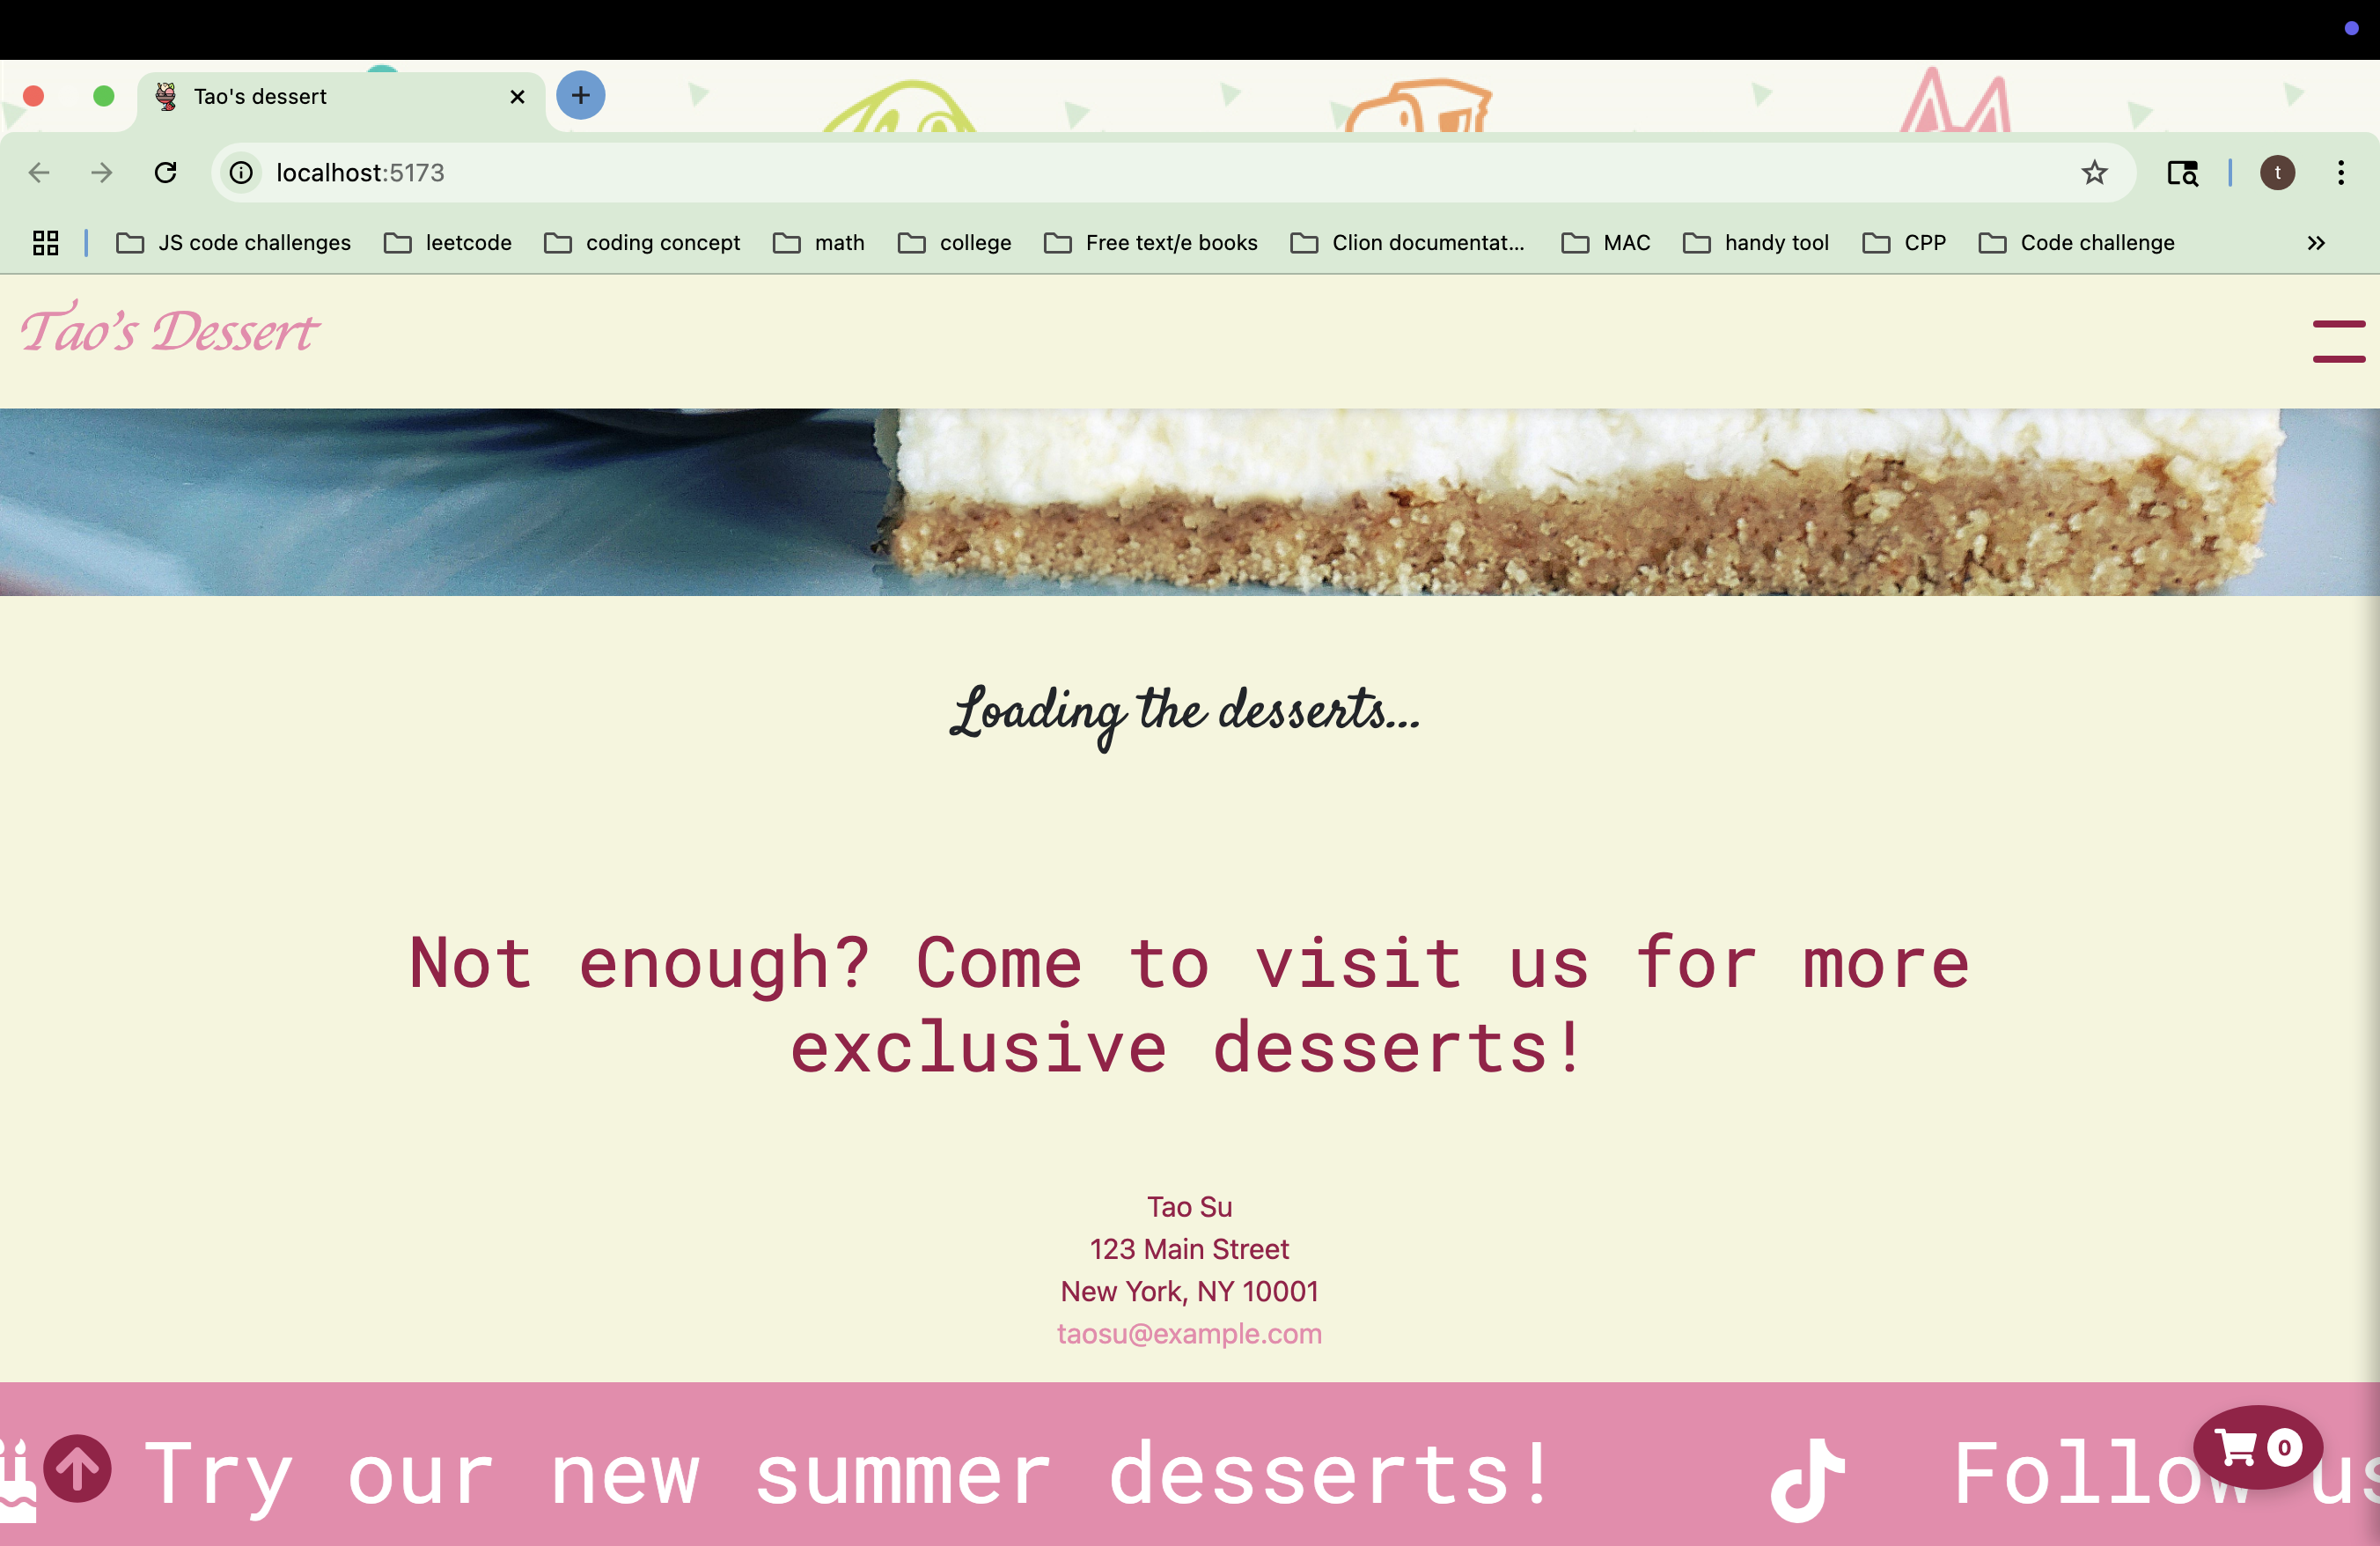 Tao's dessert
localhost:5173
t
JS code challenges
leetcode
coding concept
math
college
Free text/e books
Clion documentat...
MAC
handy tool
CPP
Code challenge
Tao's Dessert
Loading the desserts...
Not enough? Come to visit us for more
exclusive desserts!
Tao Su
123 Main Street
New York, NY 10001
taosu@example.com
Try our new summer desserts!
Follow us
0